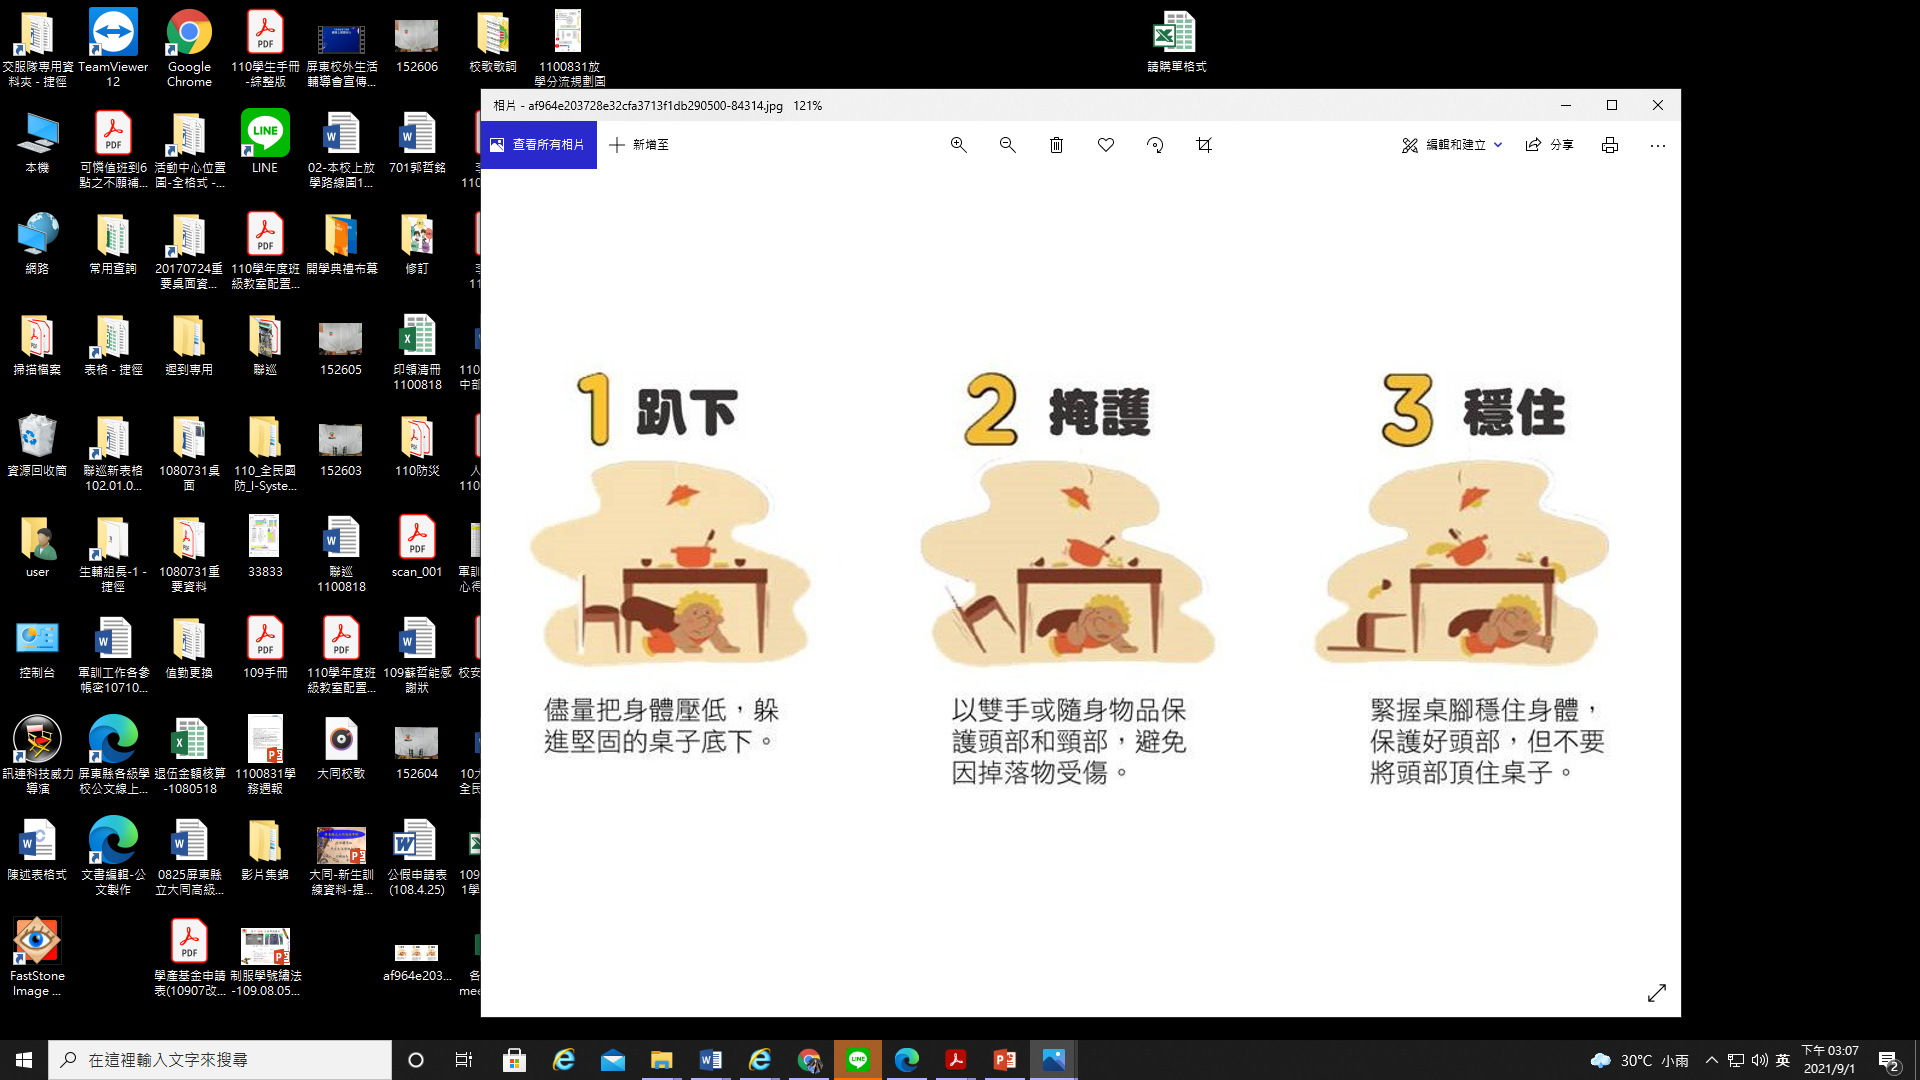 交服隊專用資
料夾 - 捷徑
TeamViewer
12
Google
Chrome
110學生手冊
-綜整版
屏東校外生活
輔導會宣傳...
152606
校歌歌詞
1100831放
學分流規劃圖
請購單格式
相片 - af964e203728e32cfa3713f1db290500-84314.jpg 121%
查看所有相片
新增至
編輯和建立
分享
本機
可憐值班到6
點之不願補...
活動中心位置
圖-全格式 -...
LINE
02-本校上放
學路線圖1...
701郭哲銘
網路
常用查詢
20170724重
要桌面資...
110學年度班
級教室配置...
開學典禮布幕
修訂
掃描檔案
表格 - 捷徑
遲到專用
聯巡
152605
印領清冊
1100818
資源回收筒
聯巡新表格
102.01.0...
1080731桌
面
110_全民國
防_I-Syste...
152603
110防災
user
生輔組長-1 -
捷徑
1080731重
要資料
33833
聯巡
1100818
scan_001
控制台
軍訓工作各參
帳密10710...
值勤更換
109手冊
110學年度班
級教室配置...
109蘇哲能感
謝狀
訊連科技威力
導演
屏東縣各級學
校公文線上...
退伍金額核算
-1080518
1100831學
務週報
大同校歌
152604
陳述表格式
文書編輯-公
文製作
0825屏東縣
立大同高級...
影片集錦
大同-新生訓
練資料-提...
公假申請表
(108.4.25)
FastStone
Image ...
學產基金申請
表(10907改...
制服學號繡法
-109.08.05...
af964e203...
1 趴下
儘量把身體壓低，躲
進堅固的桌子底下。
2 掩護
以雙手或隨身物品保
護頭部和頸部，避免
因掉落物受傷。
3 穩住
緊握桌腳穩住身體，
保護好頭部，但不要
將頭部頂住桌子。
在這裡輸入文字來搜尋
30°C 小雨
英
下午 03:07
2021/9/1
2